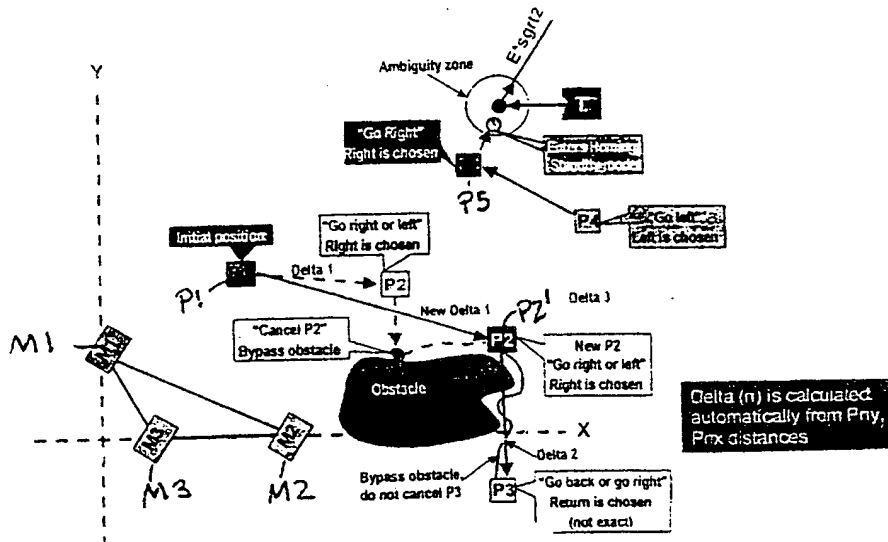 E*sqrt2
Ambiguity zone
Y
"Go Right"
Right is chosen
Enters Homing
P5
P4
"Go left"
Left is chosen
"Go right or left"
Right is chosen
Initial position
Delta 1
P2
P1
New Delta 1
P2'
Delta 3
"Cancel P2"
Bypass obstacle
P2
New P2
"Go right or left"
Right is chosen
M1
M1
Obstacle
Delta (n) is calculated
automatically from Pny,
Pnx distances
X
M3
M2
Delta 2
Bypass obstacle,
do not cancel P3
P3
"Go back or go right"
Return is chosen
(not exact)
M3
M2